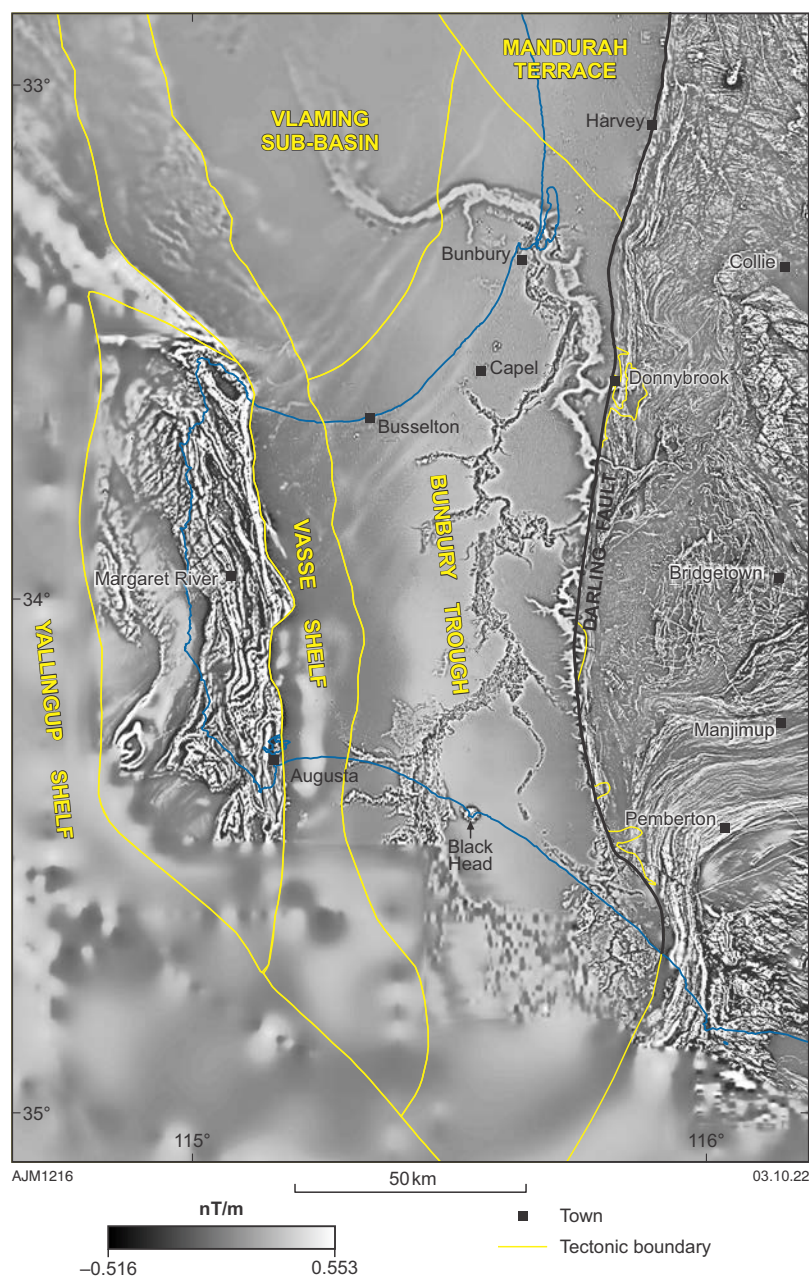 MANDURAH
TERRACE
33°
VLAMING
SUB-BASIN
Harvey
Bunbury
Collie
Capel
Donnybrook
Busselton
BUNBURY TROUGH
DARLING FAULT
VASSE SHELF
Margaret River
Bridgetown
34°
YALLINGUP SHELF
Manjimup
Augusta
Pemberton
Black
Head
35°
115°
116°
AJM1216
50 km
03.10.22
nT/m
Town
Tectonic boundary
–0.516
0.553